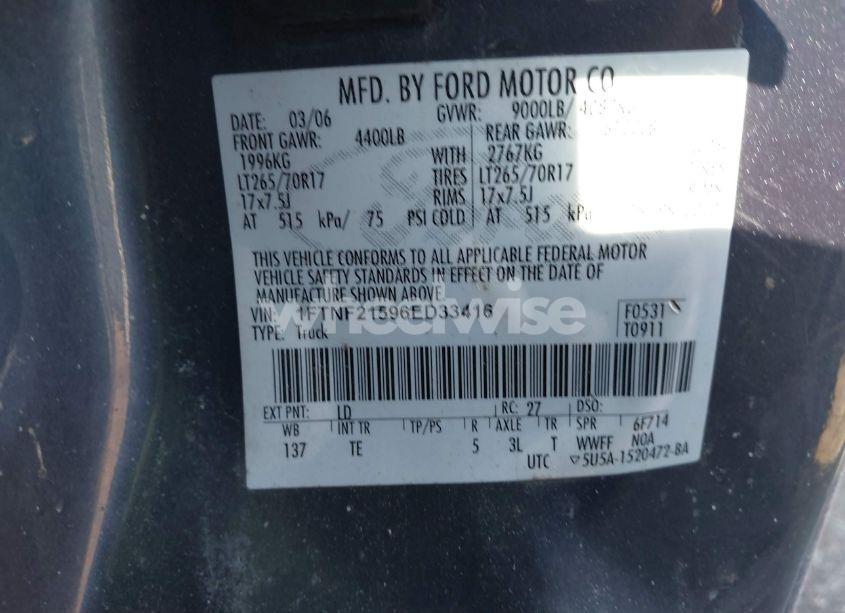 MFD. BY FORD MOTOR CO
DATE: 03/06 GVWR: 9000LB/
FRONT GAWR: 4400LB REAR GAWR:
1996KG WITH 2767KG
LT265/70R17 TIRES LT265/70R17
17x7.5J RIMS 17x7.5J
AT 515 kPa/ 75 PSI COLD AT 515 kPa/
THIS VEHICLE CONFORMS TO ALL APPLICABLE FEDERAL MOTOR
VEHICLE SAFETY STANDARDS IN EFFECT ON THE DATE OF
MANUFACTURE SHOWN ABOVE.
VIN: 1FTNF21596ED33416 F0531
TYPE: Truck T0911
wheelwise
EXT PNT: LD RC: 27 DSO:
WB INT TR TP/PS R AXLE TR SPR 6F714
137 TE 5 3L T WWFF N0A
UTC ▽5U5A-1520472-BA